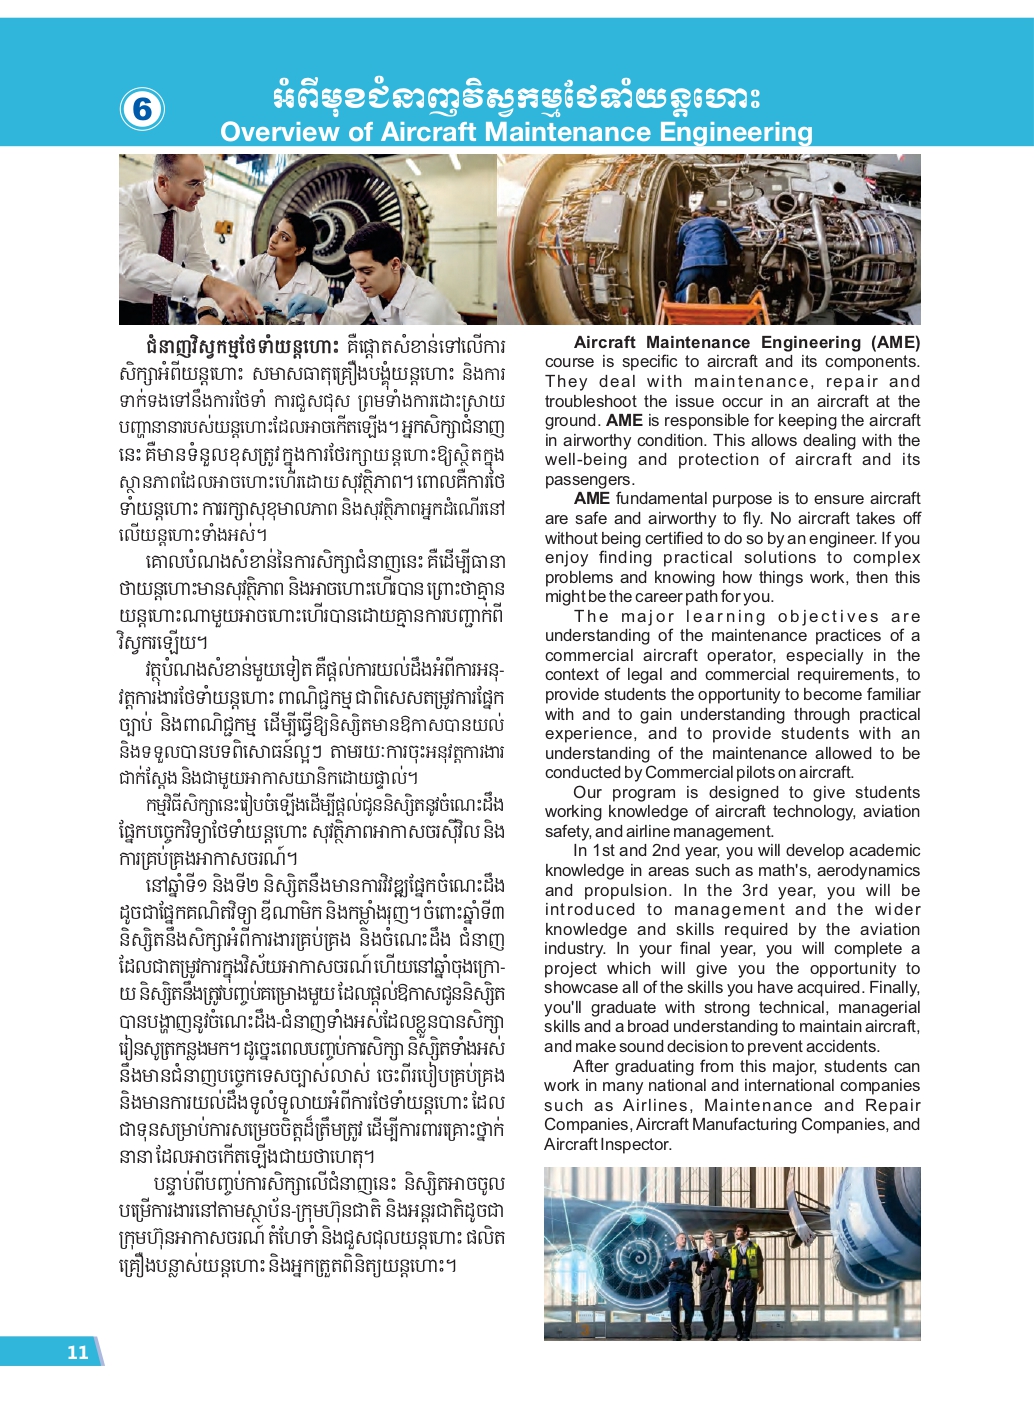 6
អំពីមុខជំនាញវិស្វកម្មថែទាំយន្តហោះ
Overview of Aircraft Maintenance Engineering
ជំនាញវិស្វកម្មថែទាំយន្តហោះ គឺផ្តោតសំខាន់ទៅលើការ
សិក្សាអំពីយន្តហោះ សមាសធាតុគ្រឿងបង្គុំយន្តហោះ និងការ
ទាក់ទងទៅនឹងការថែទាំ ការជួសជុស ព្រមទាំងការដោះស្រាយ
បញ្ហានានារបស់យន្តហោះដែលអាចកើតឡើង។ អ្នកសិក្សាជំនាញ
នេះ គឺមានទំនួលខុសត្រូវក្នុងការថែរក្សាយន្តហោះឱ្យស្ថិតក្នុង
ស្ថានភាពដែលអាចហោះហើរដោយសុវត្ថិភាព។ ពោលគឺការថែ
ទាំយន្តហោះ ការរក្សាសុខុមាលភាព និងសុវត្ថិភាពអ្នកដំណើរនៅ
លើយន្តហោះទាំងអស់។
គោលបំណងសំខាន់នៃការសិក្សាជំនាញនេះ គឺដើម្បីធានា
ថាយន្តហោះមានសុវត្ថិភាព និងអាចហោះហើរបាន ព្រោះថាគ្មាន
យន្តហោះណាមួយអាចហោះហើរបានដោយគ្មានការបញ្ជាក់ពី
វិស្វករឡើយ។
វត្ថុបំណងសំខាន់មួយទៀត គឺផ្តល់ការយល់ដឹងអំពីការអនុ-
វត្តការងារថែទាំយន្តហោះ ពាណិជ្ជកម្ម ជាពិសេសតម្រូវការផ្នែក
ច្បាប់ និងពាណិជ្ជកម្ម ដើម្បីធ្វើឱ្យនិស្សិតមានឱកាសបានយល់
និងទទួលបានបទពិសោធន៍ល្អៗ តាមរយៈការចុះអនុវត្តការងារ
ជាក់ស្តែង និងជាមួយអាកាសយានិកដោយផ្ទាល់។
កម្មវិធីសិក្សានេះរៀបចំឡើងដើម្បីផ្តល់ជូននិស្សិតនូវចំណេះដឹង
ផ្នែកបច្ចេកវិទ្យាថែទាំយន្តហោះ សុវត្ថិភាពអាកាសចរស៊ីវិល និង
ការគ្រប់គ្រងអាកាសចរណ៍។
នៅឆ្នាំទី១ និងទី២ និស្សិតនឹងមានការវិវឌ្ឍផ្នែកចំណេះដឹង
ដូចជាផ្នែកគណិតវិទ្យា ឌីណាមិក និងកម្លាំងរុញ។ ចំពោះឆ្នាំទី៣
និស្សិតនឹងសិក្សាអំពីការងារគ្រប់គ្រង និងចំណេះដឹង ជំនាញ
ដែលជាតម្រូវការក្នុងវិស័យអាកាសចរណ៍ ហើយនៅឆ្នាំចុងក្រោ-
យ និស្សិតនឹងត្រូវបញ្ចប់គម្រោងមួយ ដែលផ្តល់ឱកាសជូននិស្សិត
បានបង្ហាញនូវចំណេះដឹង-ជំនាញទាំងអស់ដែលខ្លួនបានសិក្សា
រៀនសូត្រកន្លងមក។ ដូច្នេះពេលបញ្ចប់ការសិក្សា និស្សិតទាំងអស់
នឹងមានជំនាញបច្ចេកទេសច្បាស់លាស់ ចេះពីរបៀបគ្រប់គ្រង
និងមានការយល់ដឹងទូលំទូលាយអំពីការថែទាំយន្តហោះ ដែល
ជាទុនសម្រាប់ការសម្រេចចិត្តដ៏ត្រឹមត្រូវ ដើម្បីការពារគ្រោះថ្នាក់
នានា ដែលអាចកើតឡើងជាយថាហេតុ។
បន្ទាប់ពីបញ្ចប់ការសិក្សាលើជំនាញនេះ និស្សិតអាចចូល
បម្រើការងារនៅតាមស្ថាប័ន-ក្រុមហ៊ុនជាតិ និងអន្តរជាតិដូចជា
ក្រុមហ៊ុនអាកាសចរណ៍ តំហែទាំ និងជួសជុលយន្តហោះ ផលិត
គ្រឿងបន្លាស់យន្តហោះ និងអ្នកត្រួតពិនិត្យយន្តហោះ។
Aircraft Maintenance Engineering (AME)
course is specific to aircraft and its components.
They deal with maintenance, repair and
troubleshoot the issue occur in an aircraft at the
ground. AME is responsible for keeping the aircraft
in airworthy condition. This allows dealing with the
well-being and protection of aircraft and its
passengers.
AME fundamental purpose is to ensure aircraft
are safe and airworthy to fly. No aircraft takes off
without being certified to do so by an engineer. If you
enjoy finding practical solutions to complex
problems and knowing how things work, then this
might be the career path for you.
The major learning objectives are
understanding of the maintenance practices of a
commercial aircraft operator, especially in the
context of legal and commercial requirements, to
provide students the opportunity to become familiar
with and to gain understanding through practical
experience, and to provide students with an
understanding of the maintenance allowed to be
conducted by Commercial pilots on aircraft.
Our program is designed to give students
working knowledge of aircraft technology, aviation
safety, and airline management.
In 1st and 2nd year, you will develop academic
knowledge in areas such as math's, aerodynamics
and propulsion. In the 3rd year, you will be
introduced to management and the wider
knowledge and skills required by the aviation
industry. In your final year, you will complete a
project which will give you the opportunity to
showcase all of the skills you have acquired. Finally,
you'll graduate with strong technical, managerial
skills and a broad understanding to maintain aircraft,
and make sound decision to prevent accidents.
After graduating from this major, students can
work in many national and international companies
such as Airlines, Maintenance and Repair
Companies, Aircraft Manufacturing Companies, and
Aircraft Inspector.
11